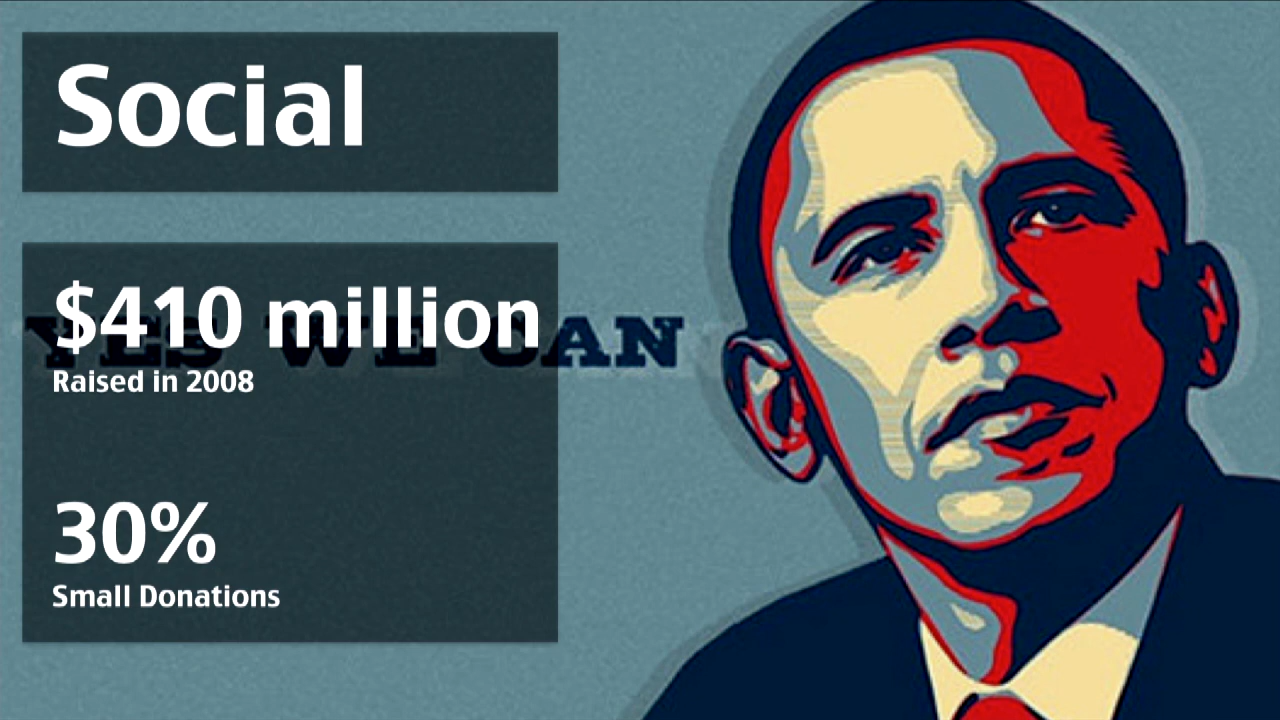 Social
$410 million
YES WE CAN
Raised in 2008
30%
Small Donations